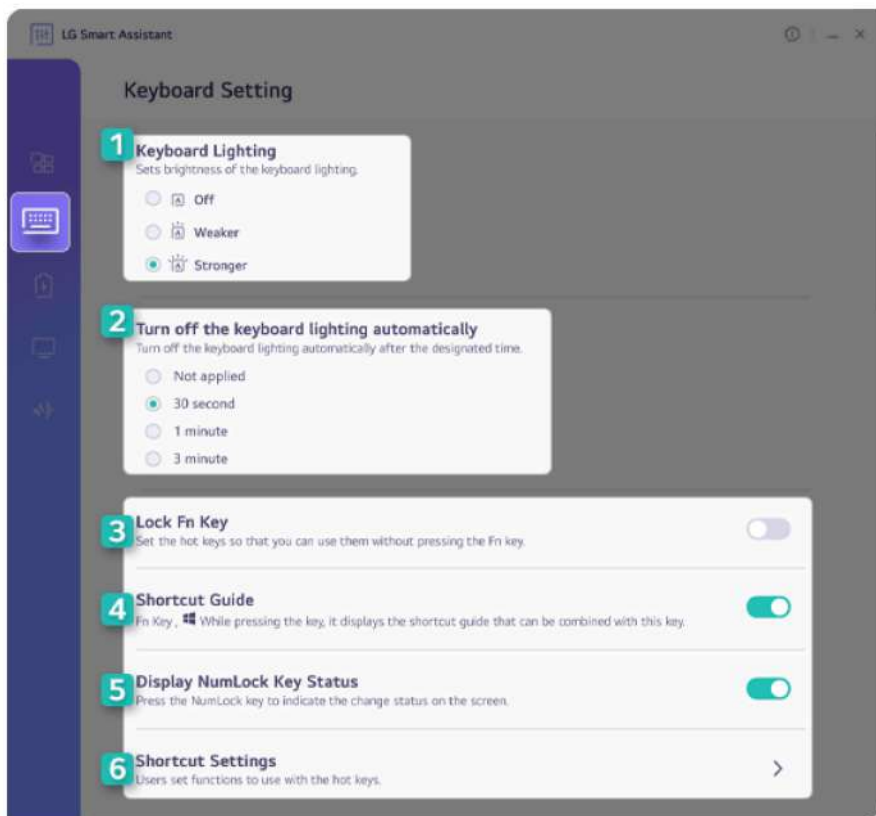 LG Smart Assistant
Keyboard Setting
1
Keyboard Lighting
Sets brightness of the keyboard lighting.
A Off
A Weaker
A Stronger
2
Turn off the keyboard lighting automatically
Turn off the keyboard lighting automatically after the designated time.
Not applied
30 second
1 minute
3 minute
3
Lock Fn Key
Set the hot keys so that you can use them without pressing the Fn key.
4
Shortcut Guide
Fn Key, While pressing the key, it displays the shortcut guide that can be combined with this key.
5
Display NumLock Key Status
Press the NumLock key to indicate the change status on the screen.
6
Shortcut Settings
Users set functions to use with the hot keys.